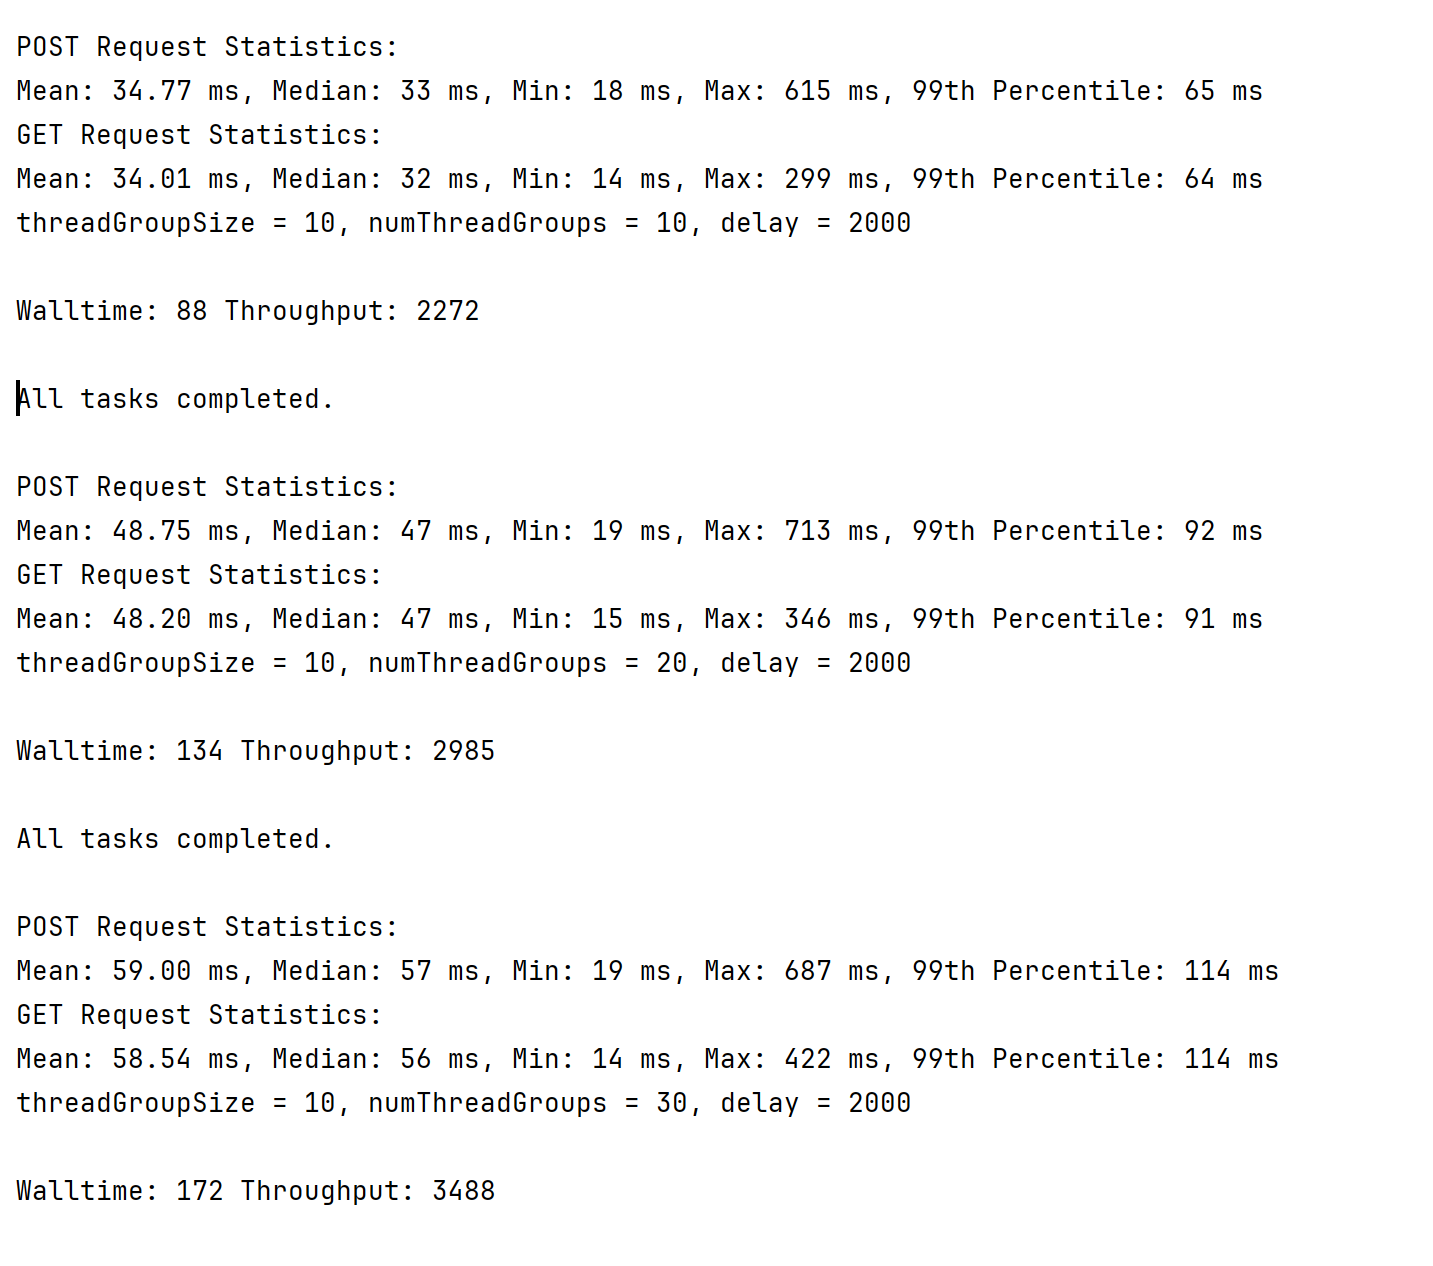 POST Request Statistics:
Mean: 34.77 ms, Median: 33 ms, Min: 18 ms, Max: 615 ms, 99th Percentile: 65 ms
GET Request Statistics:
Mean: 34.01 ms, Median: 32 ms, Min: 14 ms, Max: 299 ms, 99th Percentile: 64 ms
threadGroupSize = 10, numThreadGroups = 10, delay = 2000
Walltime: 88 Throughput: 2272
All tasks completed.
POST Request Statistics:
Mean: 48.75 ms, Median: 47 ms, Min: 19 ms, Max: 713 ms, 99th Percentile: 92 ms
GET Request Statistics:
Mean: 48.20 ms, Median: 47 ms, Min: 15 ms, Max: 346 ms, 99th Percentile: 91 ms
threadGroupSize = 10, numThreadGroups = 20, delay = 2000
Walltime: 134 Throughput: 2985
All tasks completed.
POST Request Statistics:
Mean: 59.00 ms, Median: 57 ms, Min: 19 ms, Max: 687 ms, 99th Percentile: 114 ms
GET Request Statistics:
Mean: 58.54 ms, Median: 56 ms, Min: 14 ms, Max: 422 ms, 99th Percentile: 114 ms
threadGroupSize = 10, numThreadGroups = 30, delay = 2000
Walltime: 172 Throughput: 3488